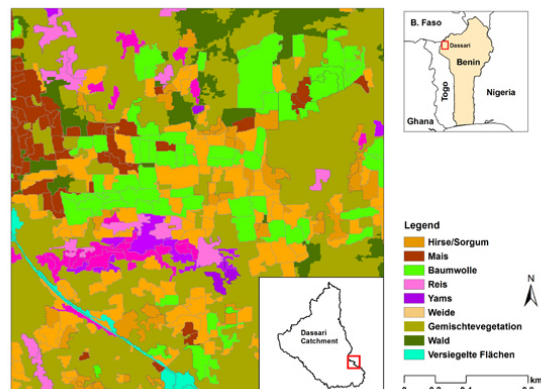 B. Faso
Dassari
Benin
Togo
Nigeria
Ghana
Legend
Hirse/Sorgum
Mais
Baumwolle
Reis
Yams
Weide
Gemischtevegetation
Wald
Versiegelte Flächen
N
km
Dassari
Catchment